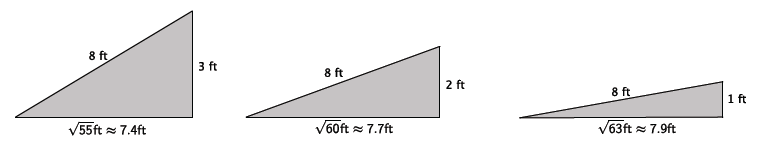 8 ft
3 ft
√55ft ≈ 7.4ft
8 ft
2 ft
√60ft ≈ 7.7ft
8 ft
1 ft
√63ft ≈ 7.9ft